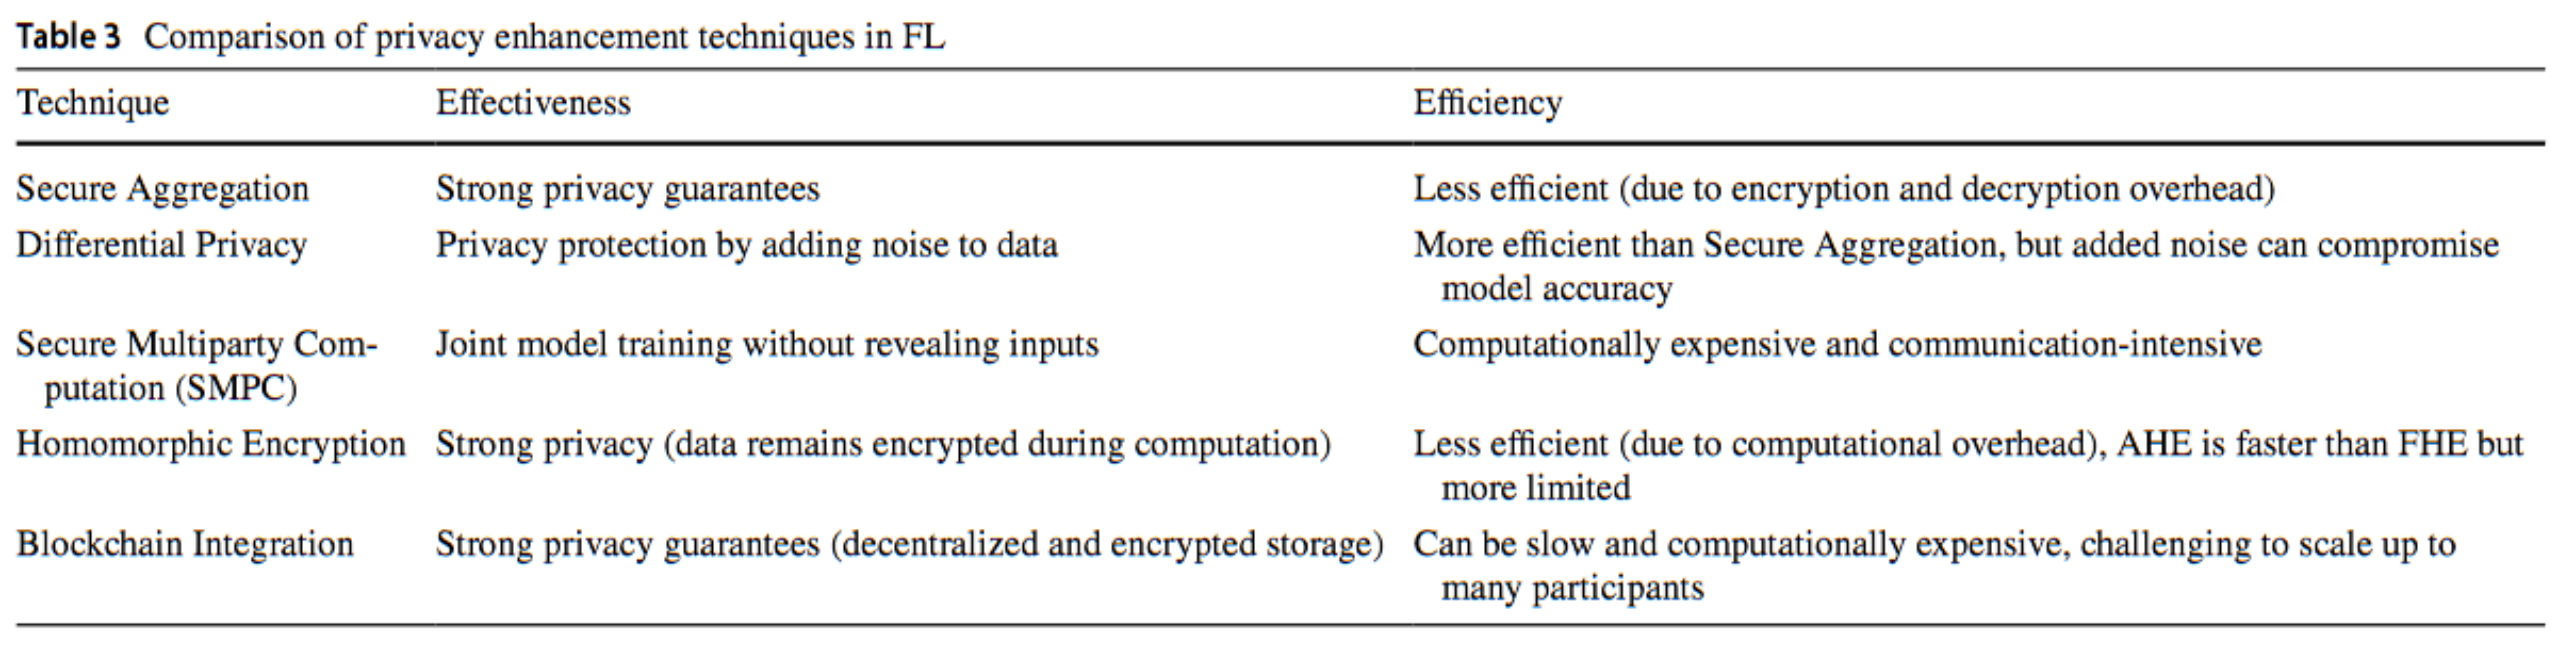 Table 3 Comparison of privacy enhancement techniques in FL
Technique Effectiveness Efficiency
Secure Aggregation Strong privacy guarantees Less efficient (due to encryption and decryption overhead)
Differential Privacy Privacy protection by adding noise to data More efficient than Secure Aggregation, but added noise can compromise
model accuracy
Secure Multiparty Com- Joint model training without revealing inputs Computationally expensive and communication-intensive
putation (SMPC)
Homomorphic Encryption Strong privacy (data remains encrypted during computation) Less efficient (due to computational overhead), AHE is faster than FHE but
more limited
Blockchain Integration Strong privacy guarantees (decentralized and encrypted storage) Can be slow and computationally expensive, challenging to scale up to
many participants